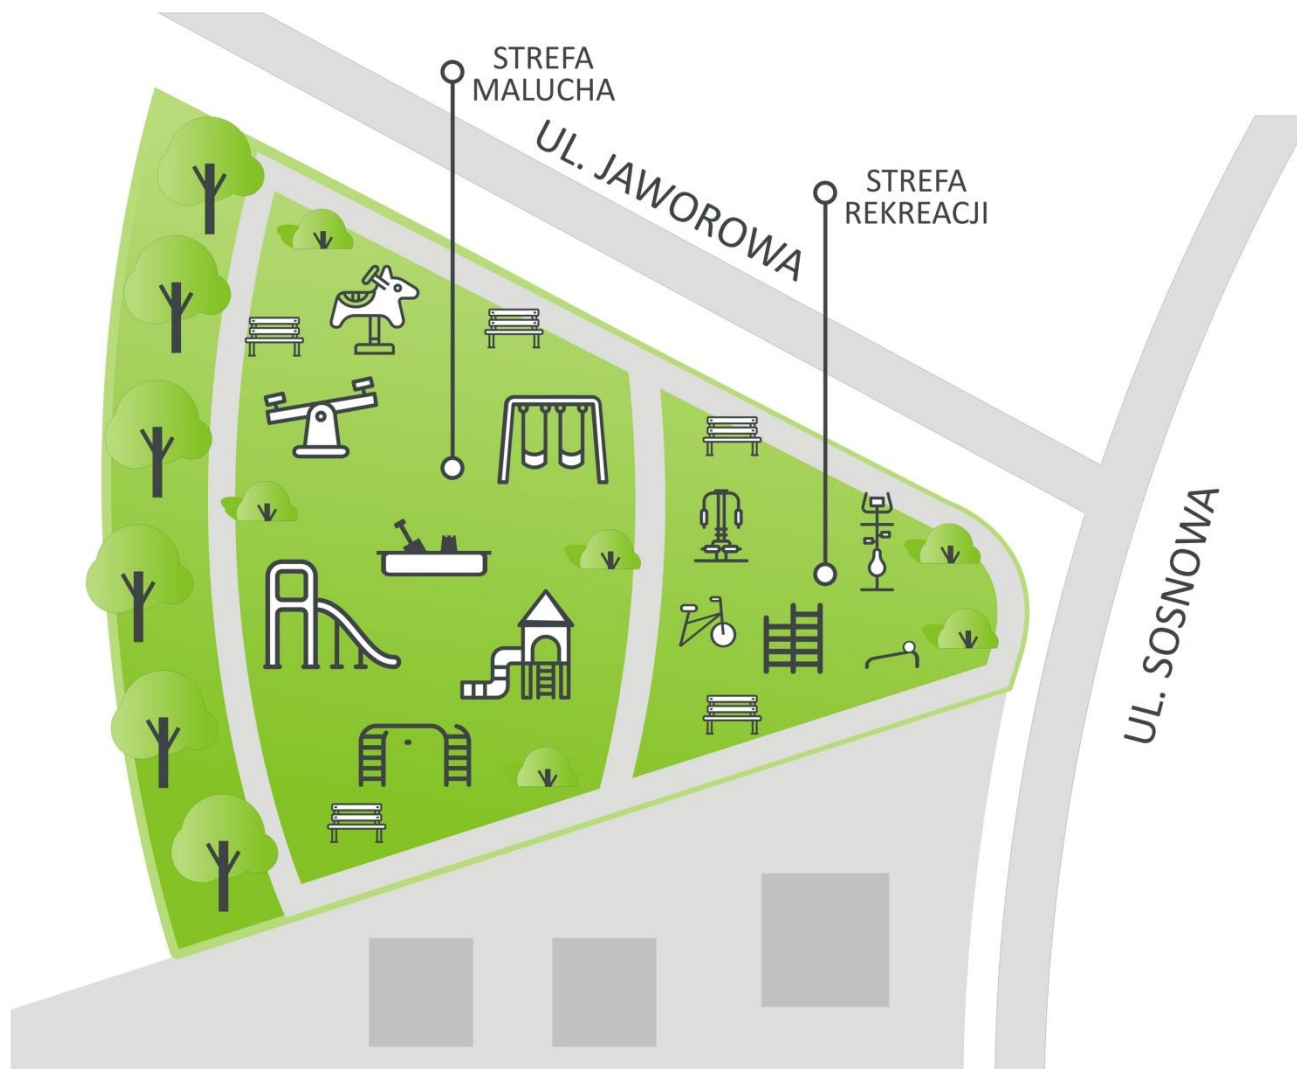 STREFA
MALUCHA
UL. JAWOROWA
STREFA
REKREACJI
UL. SOSNOWA